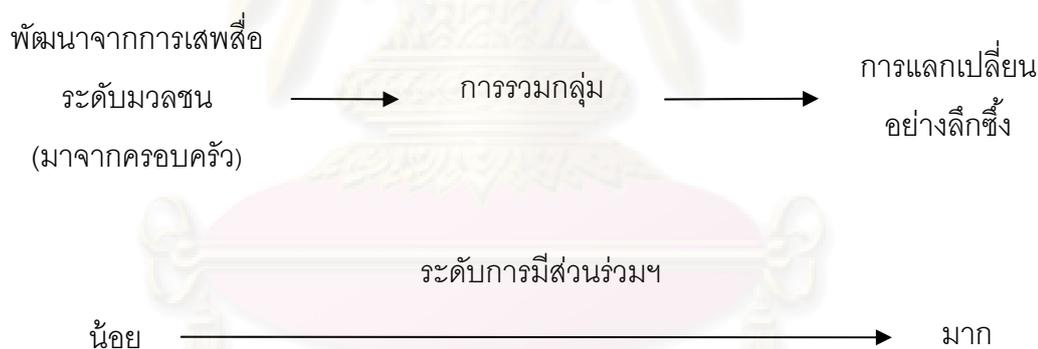 พัฒนาจากการเสพสื่อ
ระดับมวลชน
(มาจากครอบครัว)
การรวมกลุ่ม
การแลกเปลี่ยน
อย่างลึกซึ้ง
ระดับการมีส่วนร่วมฯ
น้อย
มาก